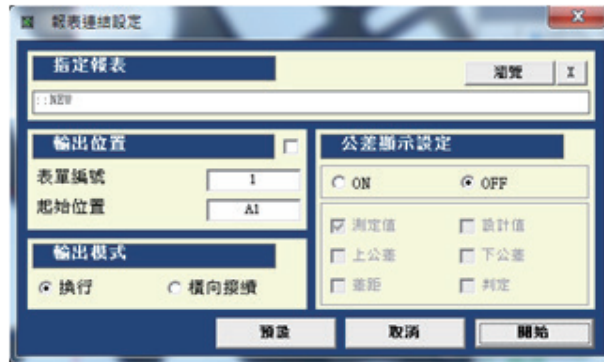 報表連結設定
指定報表
瀏覽
X
::NEW
輸出位置
表單編號
1
起始位置
A1
輸出模式
換行
橫向接續
公差顯示設定
ON
OFF
測定值
設計值
上公差
下公差
差距
判定
預設
取消
開始